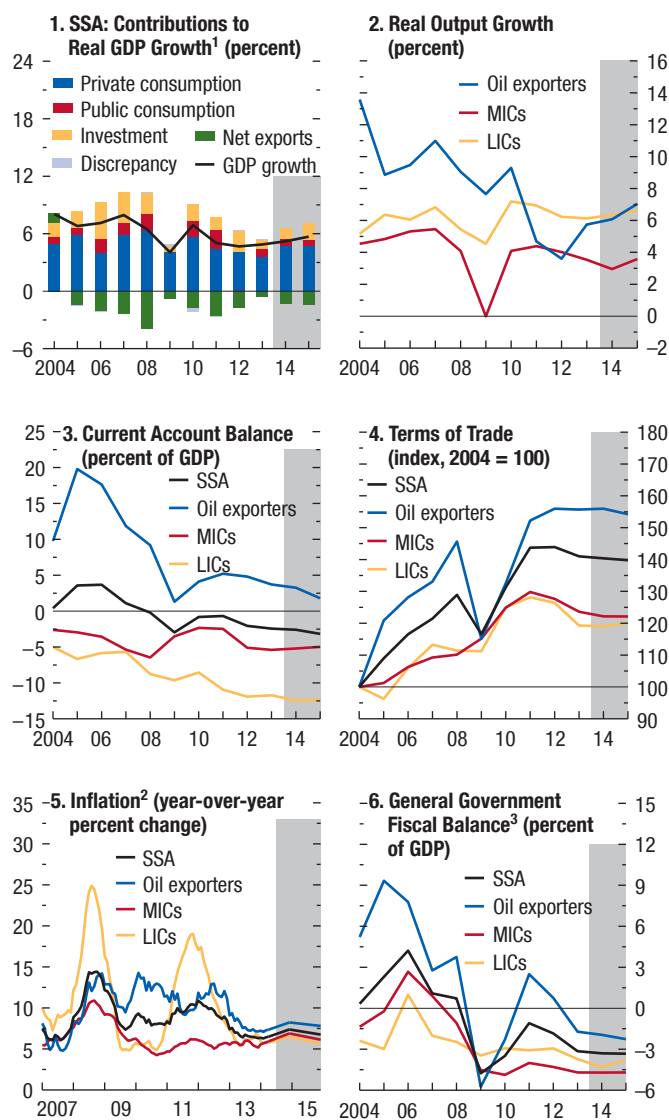 1. SSA: Contributions to
Real GDP Growth¹ (percent)
24
18
12
6
0
–6
Private consumption
Public consumption
Investment
Net exports
Discrepancy
GDP growth
2004 06 08 10 12 14
2. Real Output Growth
(percent)
Oil exporters
MICs
LICs
16
14
12
10
8
6
4
2
0
–2
2004 06 08 10 12 14
3. Current Account Balance
(percent of GDP)
25
20
15
10
5
0
–5
–10
–15
SSA
Oil exporters
MICs
LICs
2004 06 08 10 12 14
4. Terms of Trade
(index, 2004 = 100)
SSA
Oil exporters
MICs
LICs
180
170
160
150
140
130
120
110
100
90
2004 06 08 10 12 14
5. Inflation² (year-over-year
percent change)
35
30
25
20
15
10
5
0
SSA
Oil exporters
MICs
LICs
2007 09 11 13 15
6. General Government
Fiscal Balance³ (percent
of GDP)
SSA
Oil exporters
MICs
LICs
15
12
9
6
3
0
–3
–6
2004 06 08 10 12 14